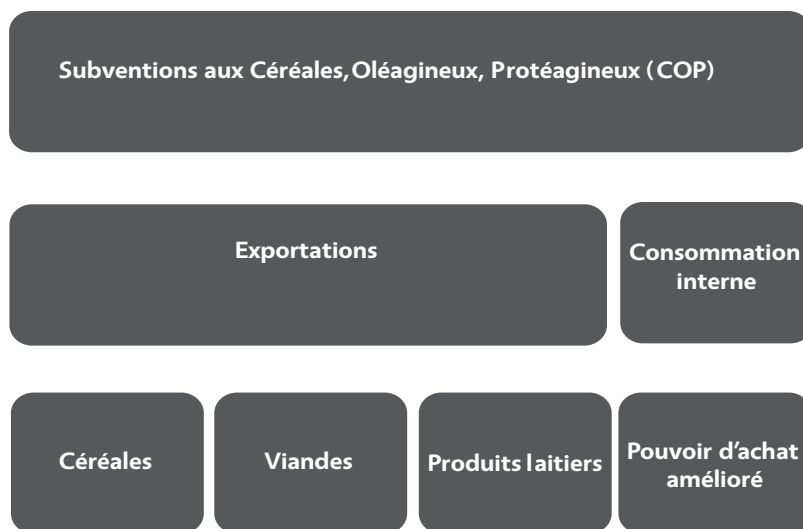 Subventions aux Céréales, Oléagineux, Protéagineux (COP)
Exportations
Consommation
interne
Céréales
Viandes
Produits laitiers
Pouvoir d’achat
amélioré